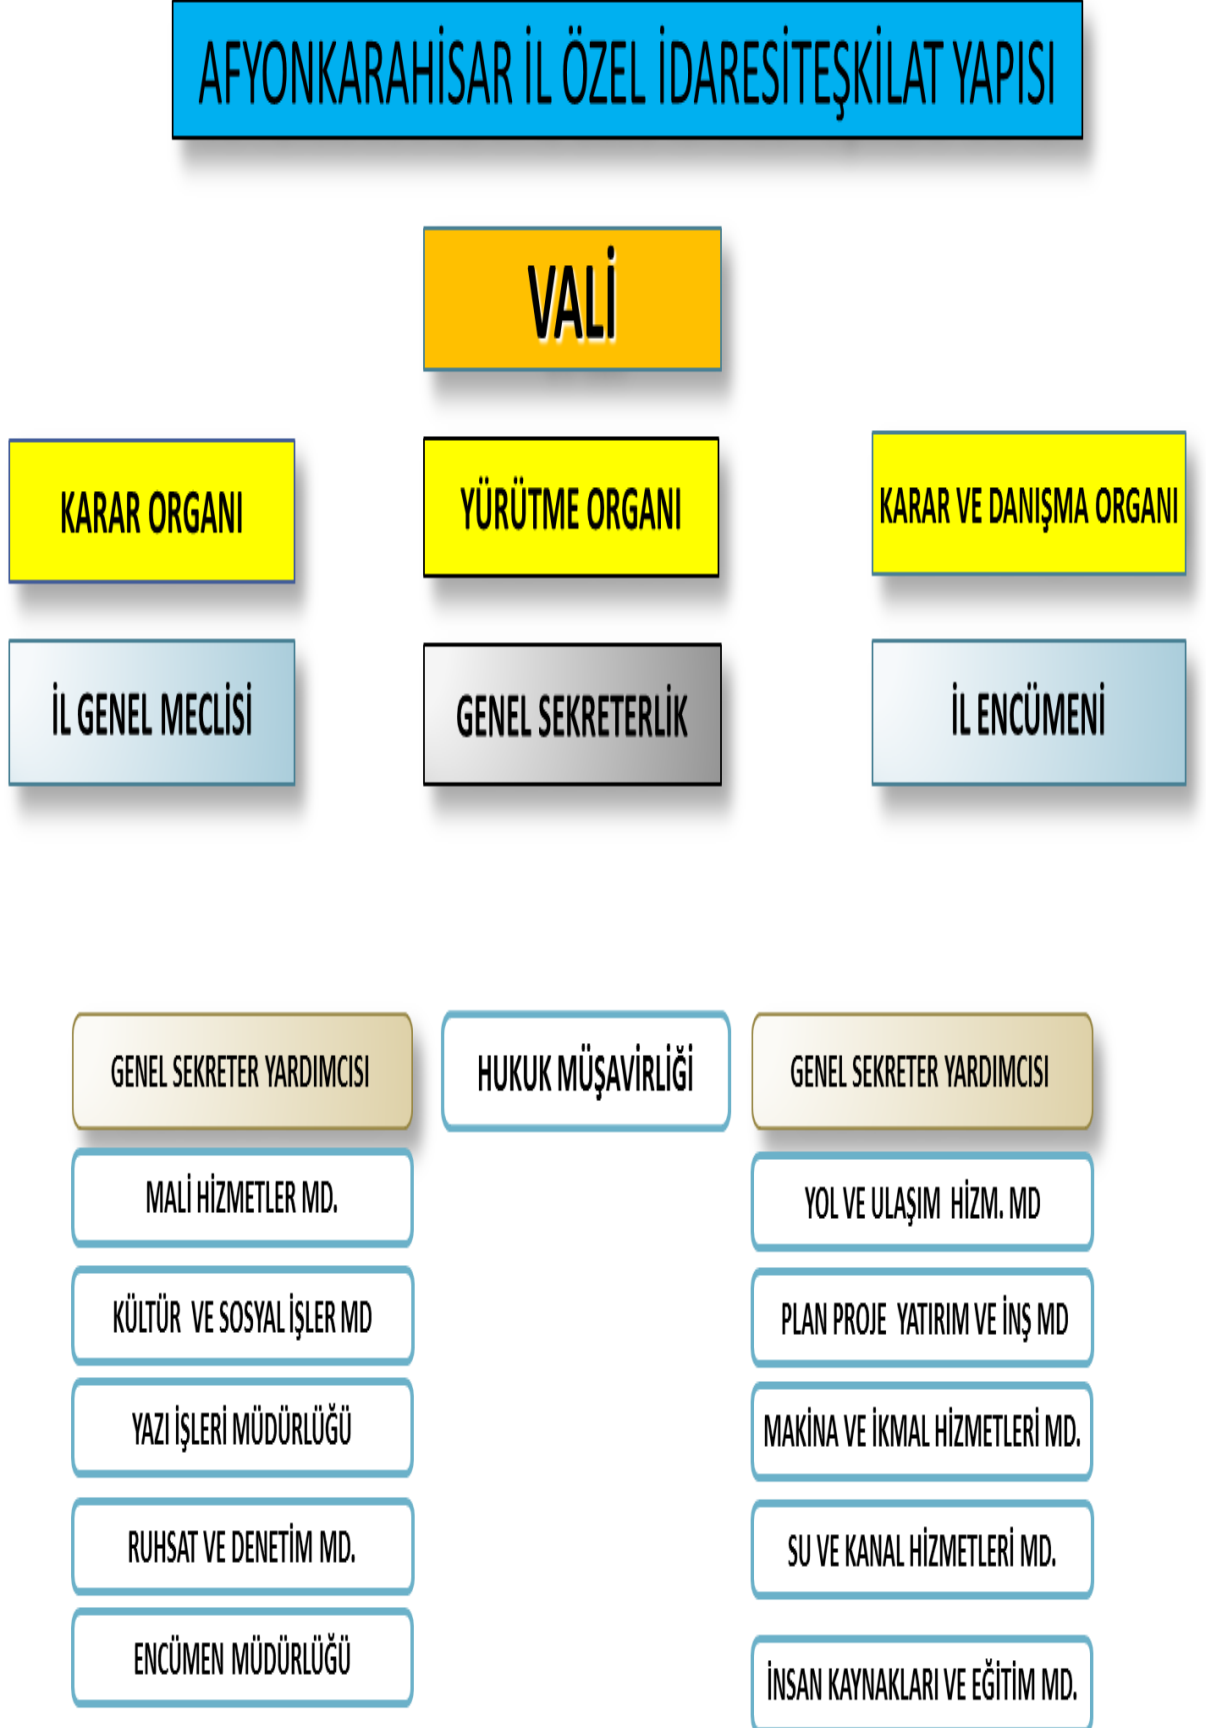 AFYONKARAHİSAR İL ÖZEL İDARESİTEŞKİLAT YAPISI
VALİ
KARAR ORGANI
YÜRÜTME ORGANI
KARAR VE DANIŞMA ORGANI
İL GENEL MECLİSİ
GENEL SEKRETERLİK
İL ENCÜMENİ
GENEL SEKRETER YARDIMCISI
HUKUK MÜŞAVİRLİĞİ
GENEL SEKRETER YARDIMCISI
MALİ HİZMETLER MD.
KÜLTÜR VE SOSYAL İŞLER MD
YAZI İŞLERİ MÜDÜRLÜĞÜ
RUHSAT VE DENETİM MD.
ENCÜMEN MÜDÜRLÜĞÜ
YOL VE ULAŞIM HİZM. MD
PLAN PROJE YATIRIM VE İNŞ MD
MAKİNA VE İKMAL HİZMETLERİ MD.
SU VE KANAL HİZMETLERİ MD.
İNSAN KAYNAKLARI VE EĞİTİM MD.